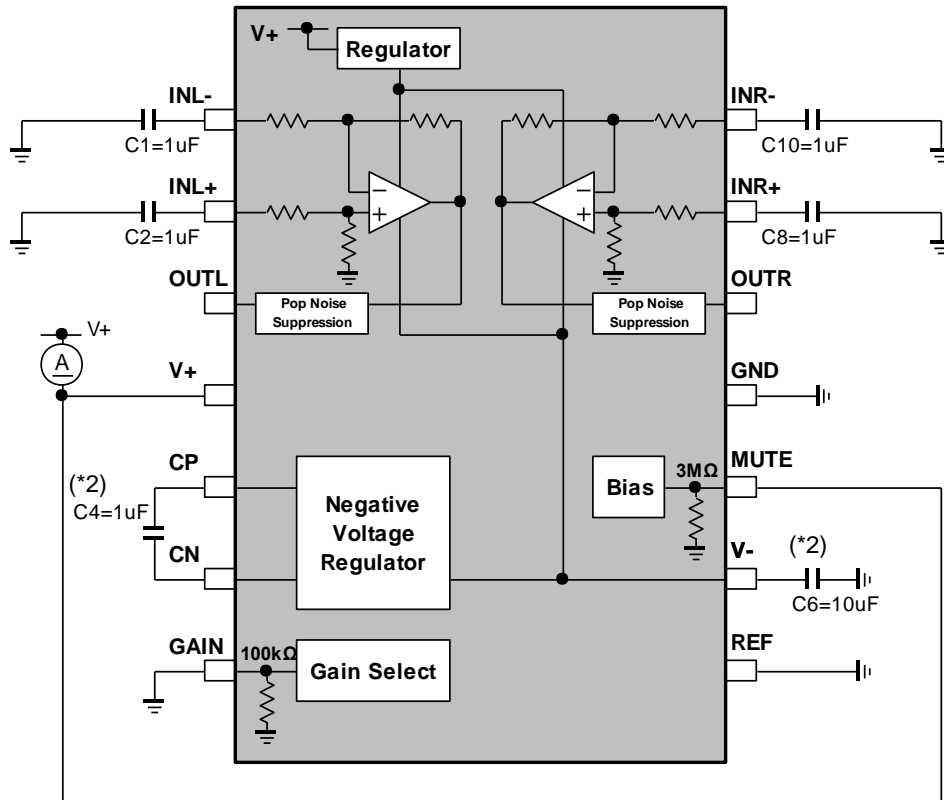 V+
Regulator
INL-
C1=1uF
INR-
C10=1uF
INL+
C2=1uF
INR+
C8=1uF
−
+
−
+
OUTL
Pop Noise
Suppression
Pop Noise
Suppression
OUTR
V+
A
V+
GND
CP
(*2)
C4=1uF
CN
Negative
Voltage
Regulator
Bias
3MΩ
MUTE
V-
(*2)
C6=10uF
GAIN
100kΩ
Gain Select
REF